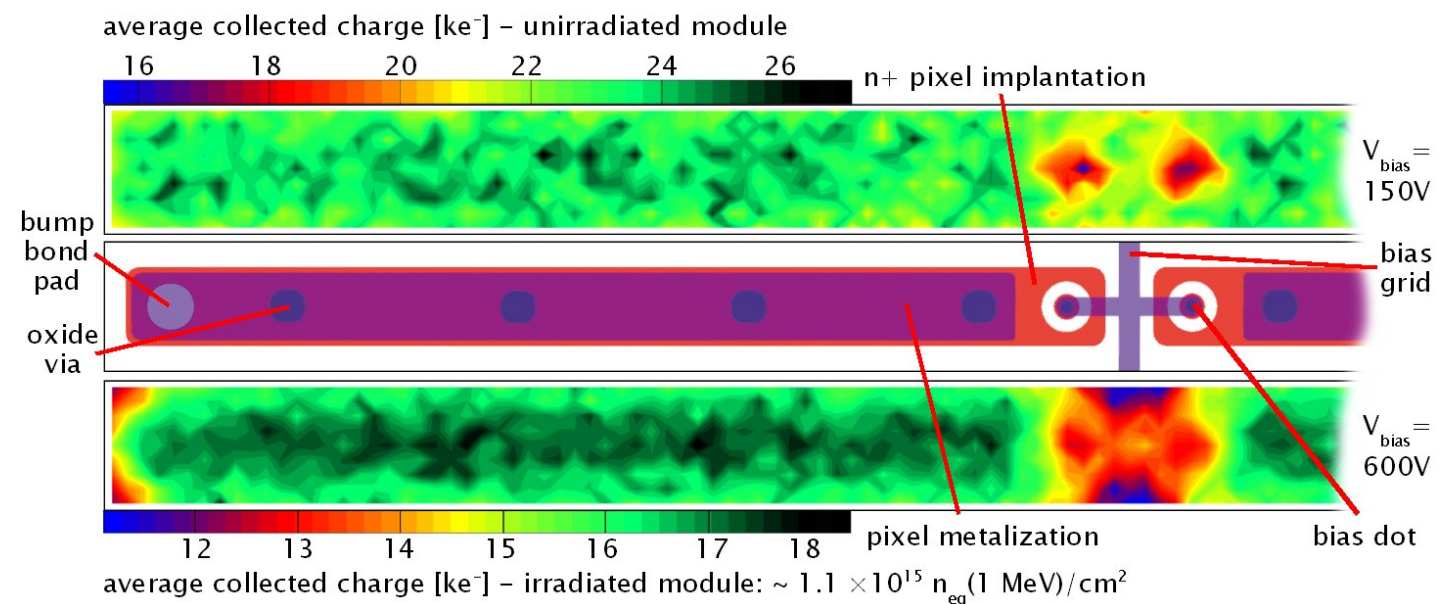 average collected charge [ke⁻] – unirradiated module
16 18 20 22 24 26
n+ pixel implantation
V_bias =
150V
bump
bond
pad
bias
grid
oxide
via
V_bias =
600V
12 13 14 15 16 17 18
pixel metalization
bias dot
average collected charge [ke⁻] – irradiated module: ~ 1.1 ×10¹⁵ n_eq(1 MeV)/cm²